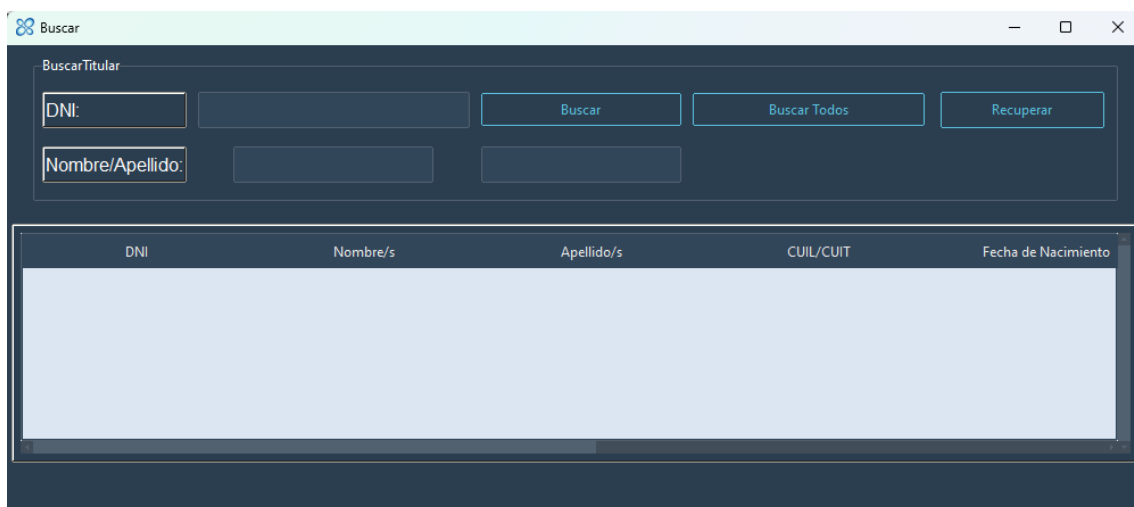 Buscar
BuscarTitular
DNI: Buscar Buscar Todos Recuperar
Nombre/Apellido:
DNI Nombre/s Apellido/s CUIL/CUIT Fecha de Nacimiento